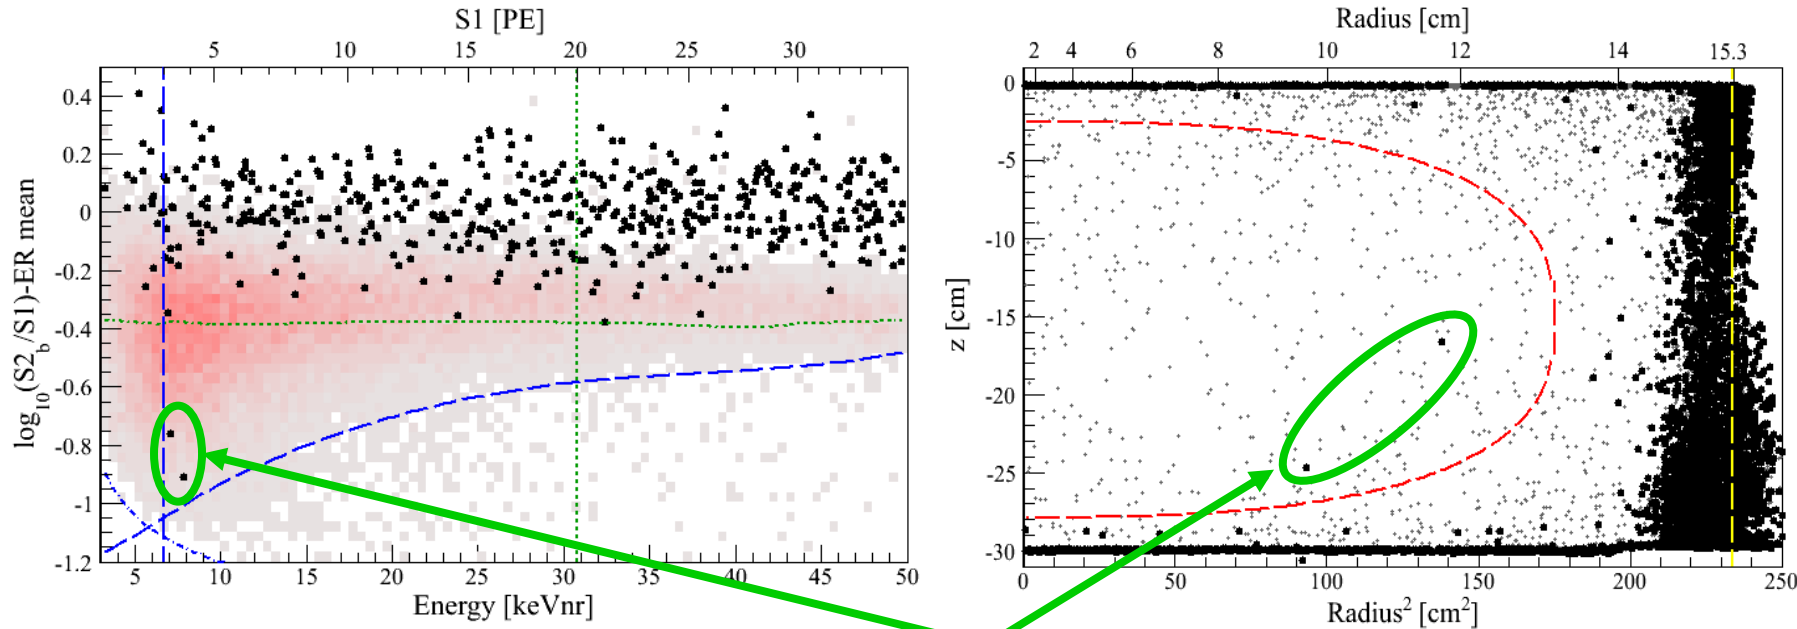 S1 [PE]
5 10 15 20 25 30
0.4
0.2
0
-0.2
-0.4
-0.6
-0.8
-1
-1.2
log10(S2b/S1)-ER mean
5 10 15 20 25 30 35 40 45 50
Energy [keVnr]
Radius [cm]
2 4 6 8 10 12 14 15.3
0
-5
-10
-15
-20
-25
-30
z [cm]
0 50 100 150 200 250
Radius² [cm²]